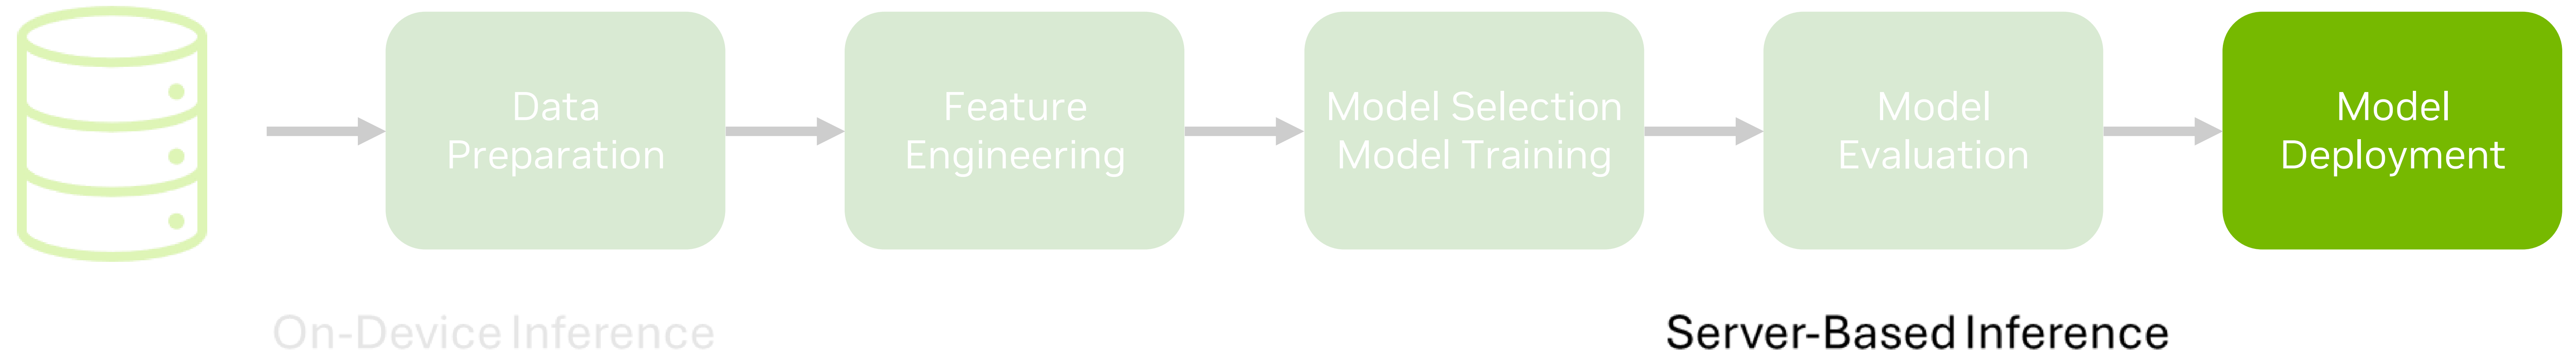 Data
Preparation
Feature
Engineering
Model Selection
Model Training
Model
Evaluation
Model
Deployment
On-Device Inference
Server-Based Inference